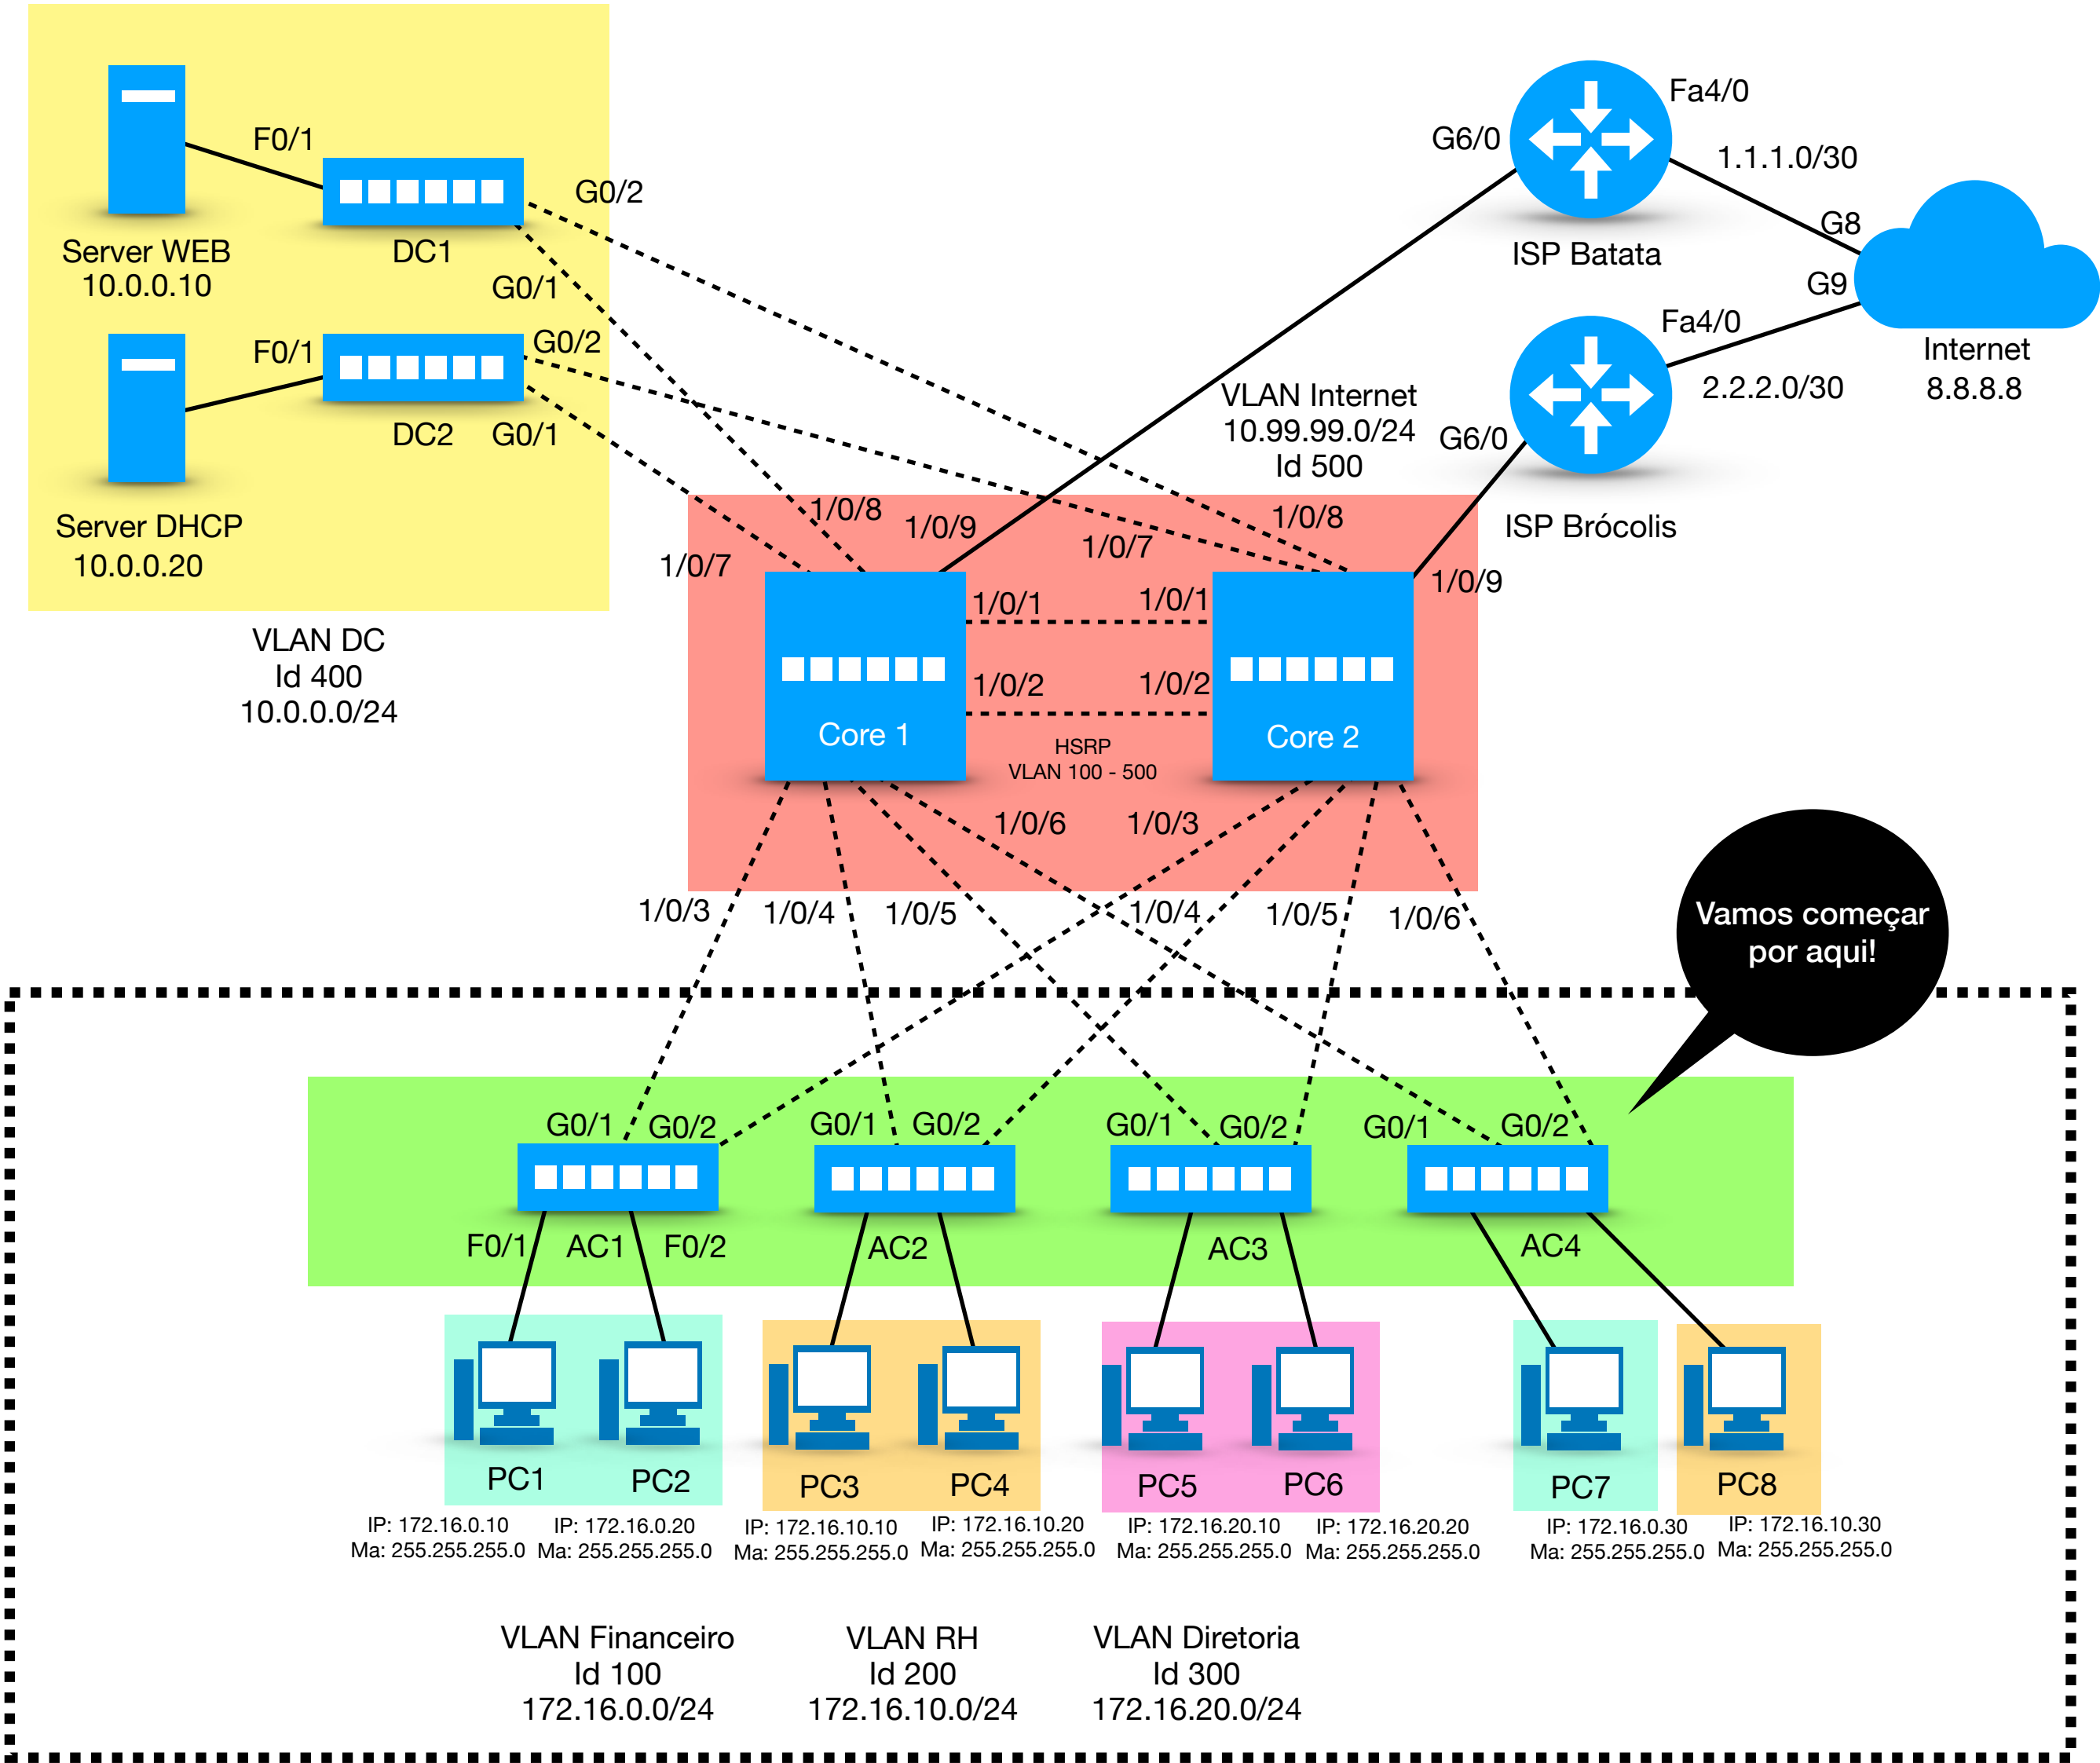 F0/1
G0/2
Server WEB
10.0.0.10
DC1
G0/1
F0/1
G0/2
DC2
G0/1
Server DHCP
10.0.0.20
VLAN DC
Id 400
10.0.0.0/24
Fa4/0
G6/0
1.1.1.0/30
G8
ISP Batata
G9
Fa4/0
Internet
8.8.8.8
2.2.2.0/30
VLAN Internet
10.99.99.0/24
Id 500
G6/0
ISP Brócolis
1/0/8
1/0/9
1/0/8
1/0/7
1/0/7
1/0/9
1/0/1
1/0/1
1/0/2
1/0/2
Core 1
Core 2
HSRP
VLAN 100 - 500
1/0/6
1/0/3
1/0/3
1/0/4
1/0/5
1/0/4
1/0/5
1/0/6
Vamos começar
por aqui!
G0/1
G0/2
G0/1
G0/2
G0/1
G0/2
G0/1
G0/2
F0/1
AC1
F0/2
AC2
AC3
AC4
PC1
PC2
PC3
PC4
PC5
PC6
PC7
PC8
IP: 172.16.0.10
Ma: 255.255.255.0
IP: 172.16.0.20
Ma: 255.255.255.0
IP: 172.16.10.10
Ma: 255.255.255.0
IP: 172.16.10.20
Ma: 255.255.255.0
IP: 172.16.20.10
Ma: 255.255.255.0
IP: 172.16.20.20
Ma: 255.255.255.0
IP: 172.16.0.30
Ma: 255.255.255.0
IP: 172.16.10.30
Ma: 255.255.255.0
VLAN Financeiro
Id 100
172.16.0.0/24
VLAN RH
Id 200
172.16.10.0/24
VLAN Diretoria
Id 300
172.16.20.0/24